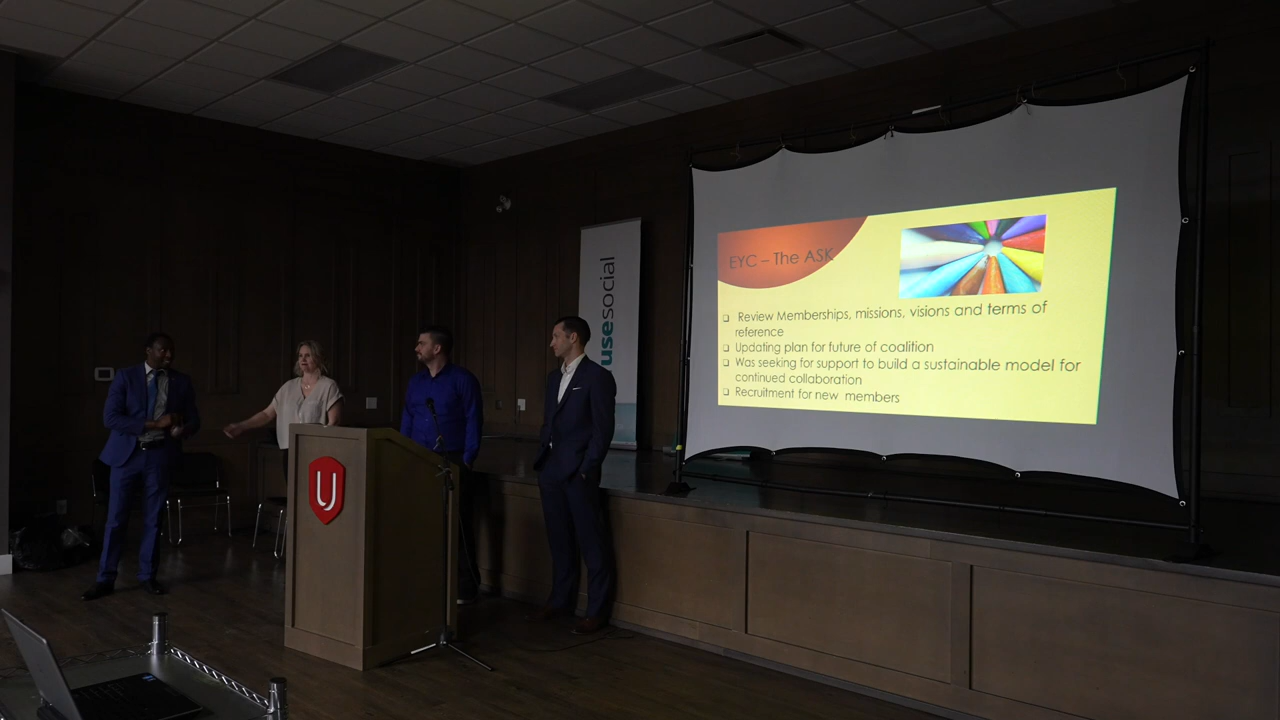 EYC – The ASK
❑ Review Memberships, missions, visions and terms of
reference
❑ Updating plan for future of coalition
❑ Was seeking for support to build a sustainable model for
continued collaboration
❑ Recruitment for new members
usesocial
U